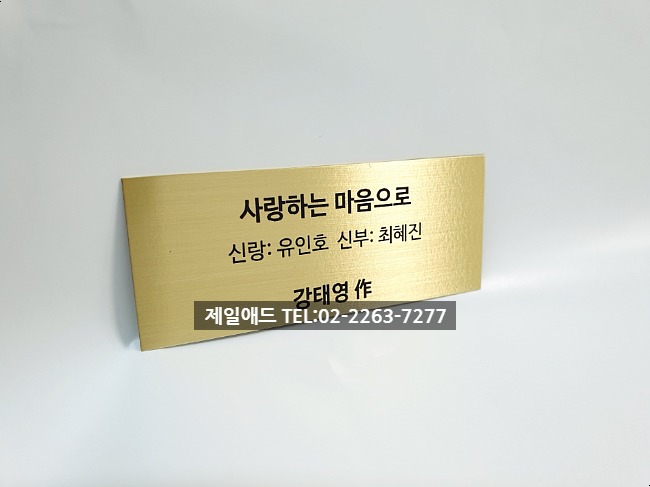 사랑하는 마음으로
신랑: 유인호 신부: 최혜진
강태영 作
제일애드 TEL:02-2263-7277